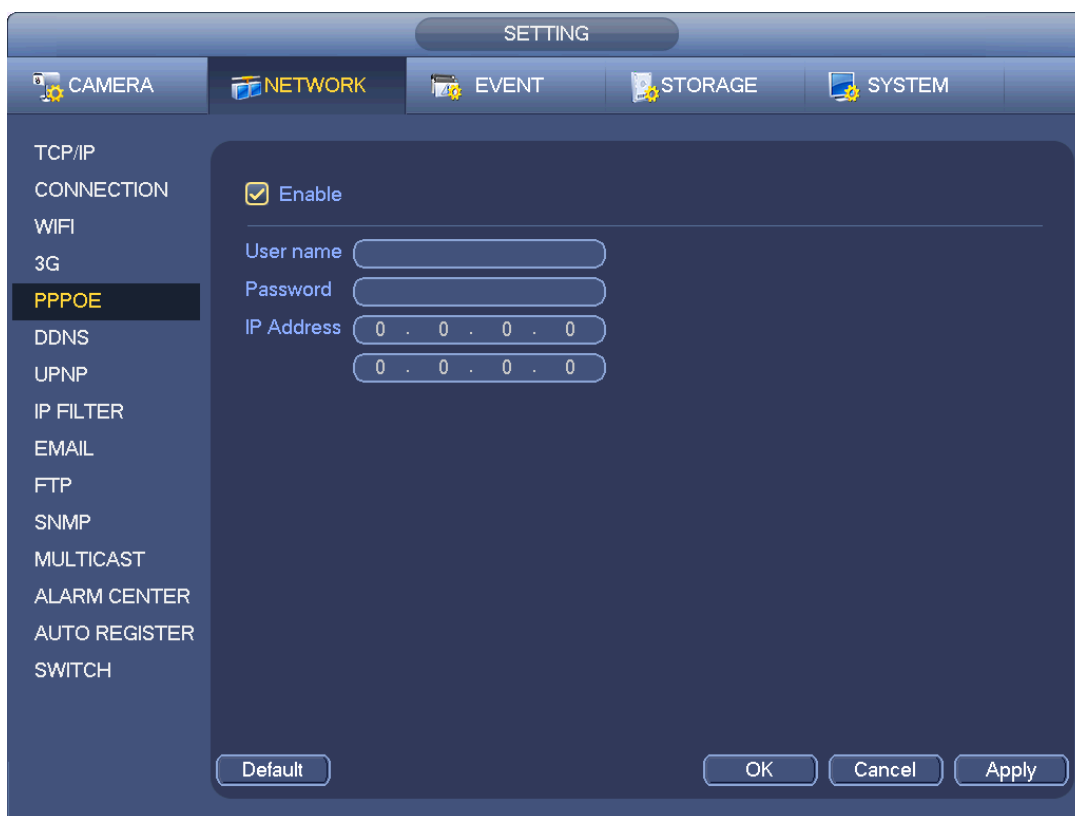 SETTING
CAMERA NETWORK EVENT STORAGE SYSTEM
TCP/IP
CONNECTION
WIFI
3G
PPPOE
DDNS
UPNP
IP FILTER
EMAIL
FTP
SNMP
MULTICAST
ALARM CENTER
AUTO REGISTER
SWITCH
Enable
User name
Password
IP Address 0 . 0 . 0 . 0
0 . 0 . 0 . 0
Default OK Cancel Apply